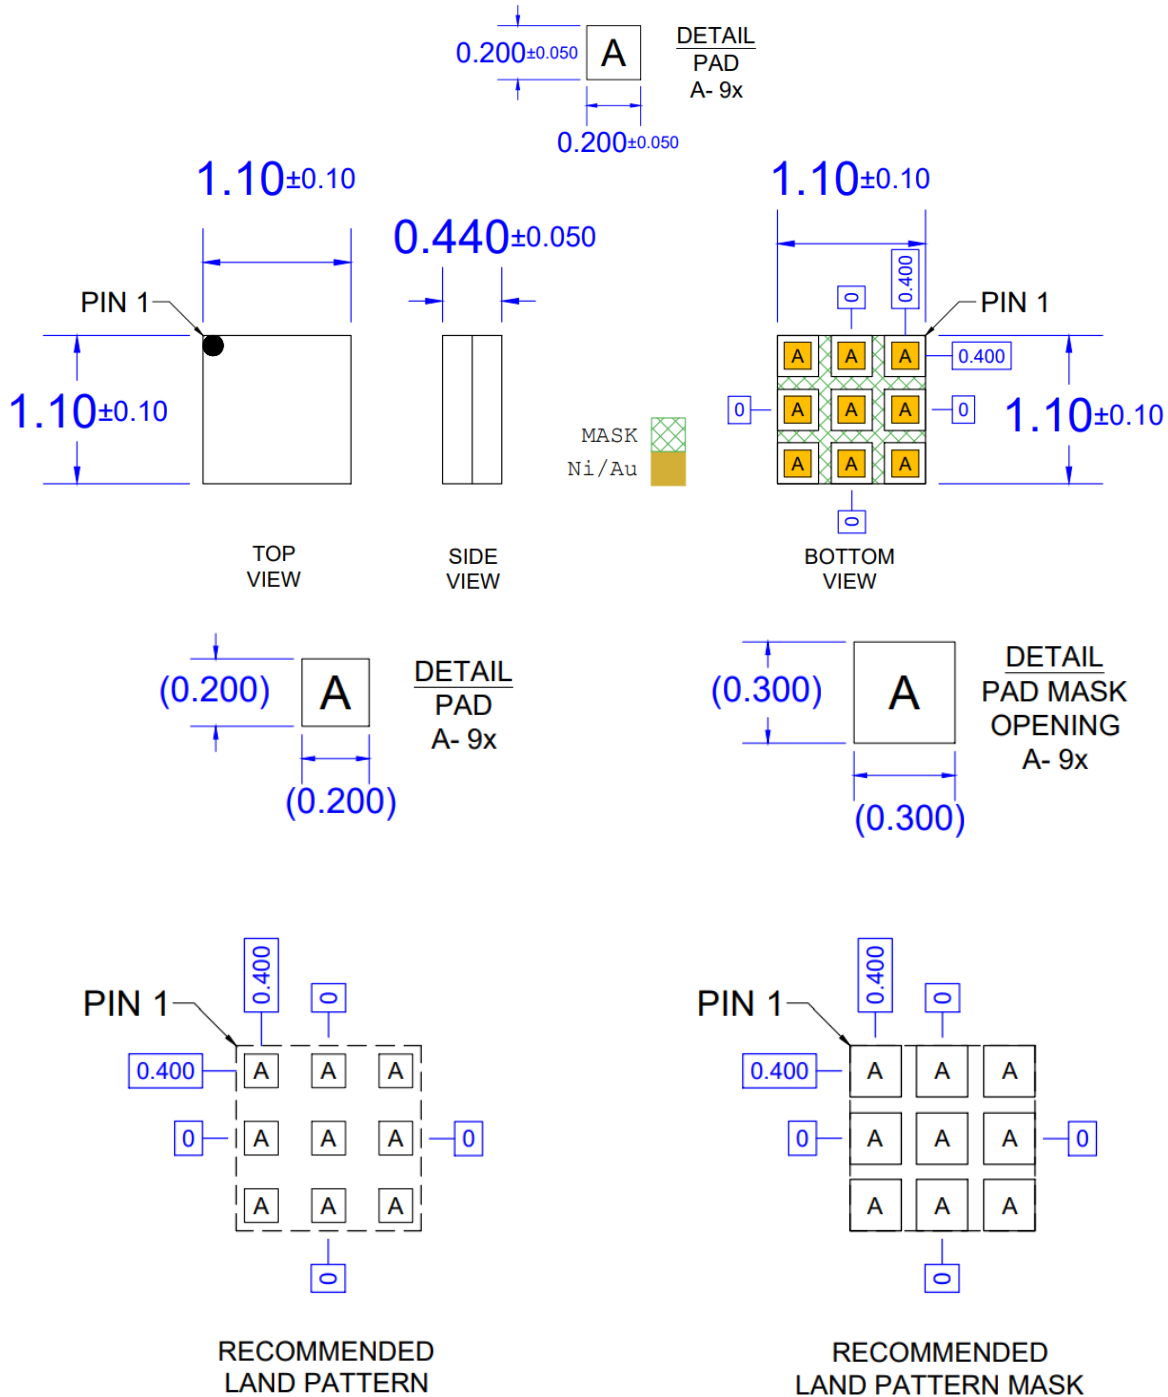 0.200±0.050
A
DETAIL
PAD
A- 9x
0.200±0.050
1.10±0.10
0.440±0.050
1.10±0.10
PIN 1
1.10±0.10
0
0.400
PIN 1
A A A
0.400
0
A A A
0
1.10±0.10
A A A
0
MASK
Ni/Au
TOP
VIEW
SIDE
VIEW
BOTTOM
VIEW
(0.200)
A
DETAIL
PAD
A- 9x
(0.200)
(0.300)
A
DETAIL
PAD MASK
OPENING
A- 9x
(0.300)
PIN 1
0.400
0
0.400
A A A
0
A A A
0
A A A
0
RECOMMENDED
LAND PATTERN
PIN 1
0.400
0
0.400
A A A
0
A A A
0
A A A
0
RECOMMENDED
LAND PATTERN MASK